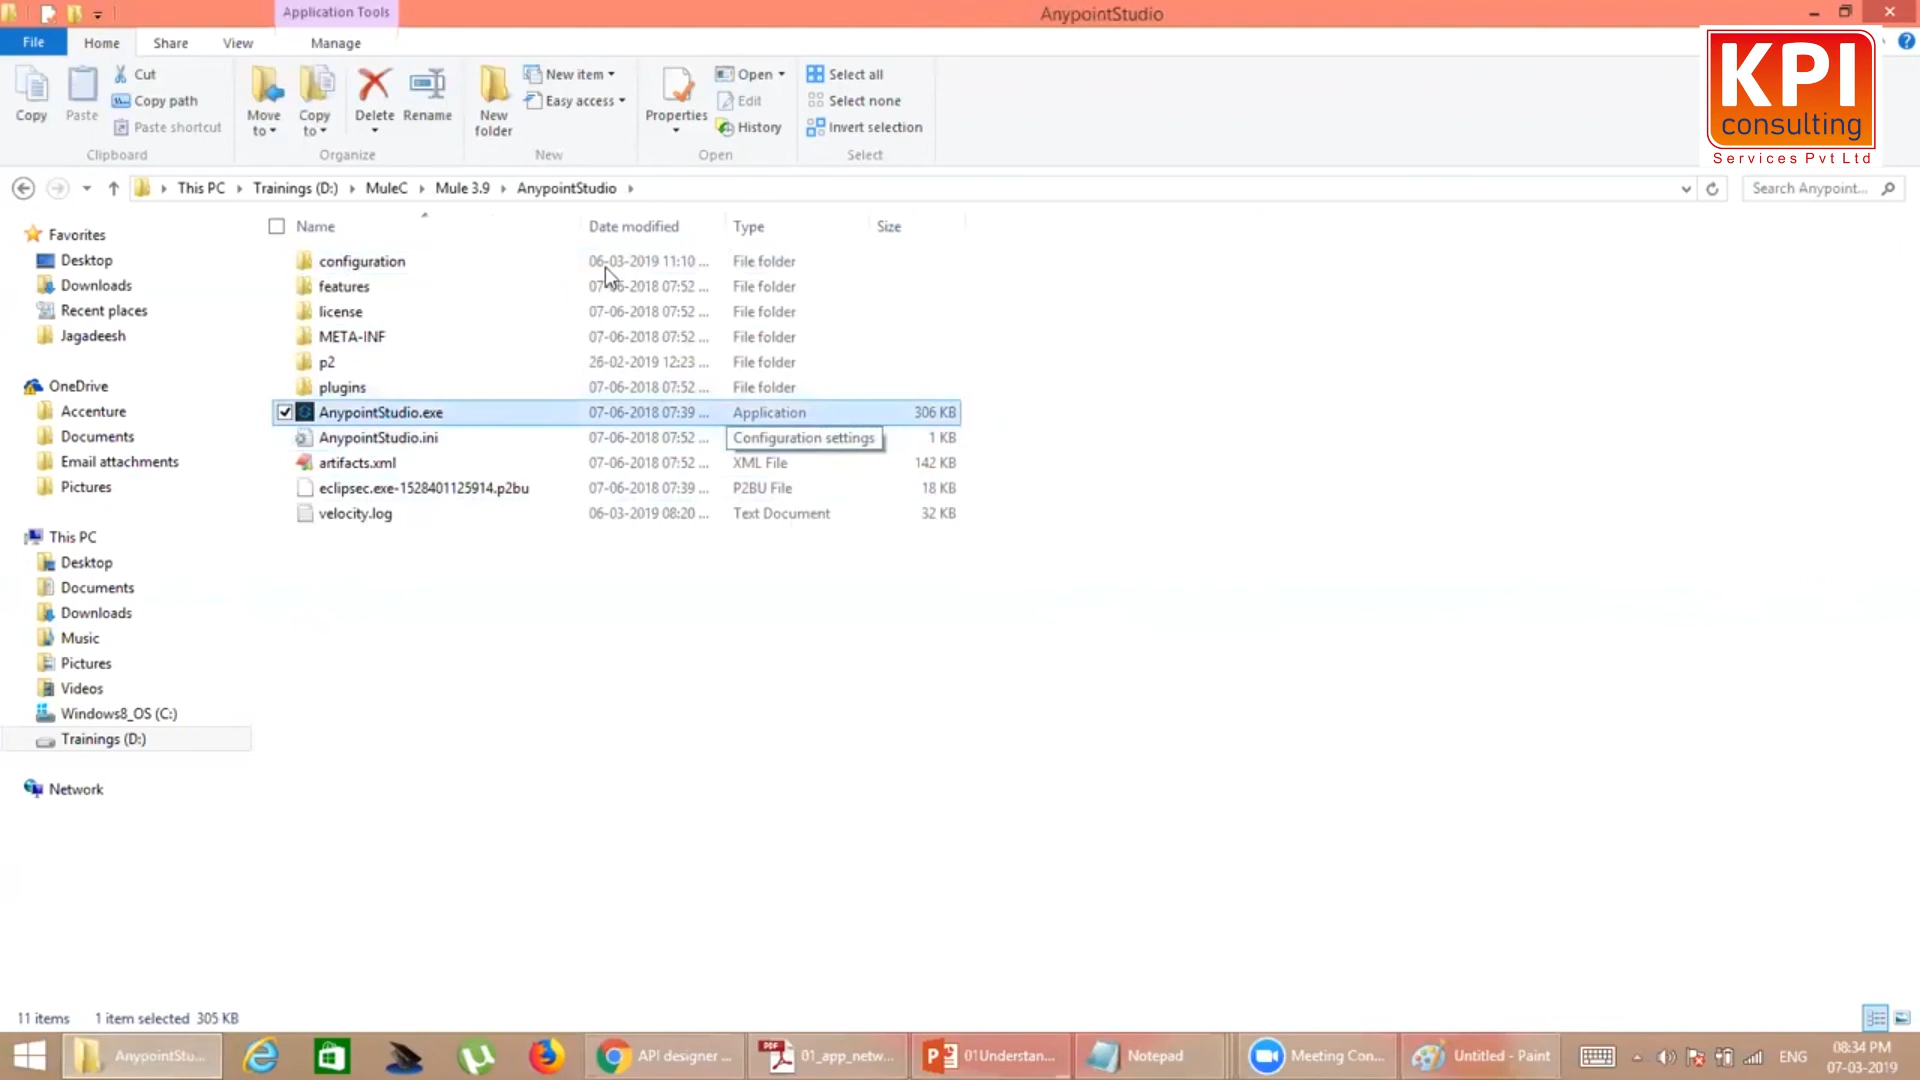 Application Tools
AnypointStudio
File Home Share View Manage
Copy
Paste
Cut
Copy path
Paste shortcut
Clipboard
Move to
Copy to
Delete
Rename
Organize
New folder
New item
Easy access
New
Properties
Open
Edit
History
Open
Select all
Select none
Invert selection
Select
KPI
consulting
Services Pvt Ltd
This PC Trainings (D:) MuleC Mule 3.9 AnypointStudio
Search Anypoint...
Name Date modified Type Size
configuration 06-03-2019 11:10 ... File folder
features 07-06-2018 07:52 ... File folder
license 07-06-2018 07:52 ... File folder
META-INF 07-06-2018 07:52 ... File folder
p2 26-02-2019 12:23 ... File folder
plugins 07-06-2018 07:52 ... File folder
AnypointStudio.exe 07-06-2018 07:39 ... Application 306 KB
AnypointStudio.ini 07-06-2018 07:52 ... Configuration settings 1 KB
artifacts.xml 07-06-2018 07:52 ... XML File 142 KB
eclipsec.exe-1528401125914.p2bu 07-06-2018 07:39 ... P2BU File 18 KB
velocity.log 06-03-2019 08:20 ... Text Document 32 KB
Favorites
Desktop
Downloads
Recent places
Jagadeesh
OneDrive
Accenture
Documents
Email attachments
Pictures
This PC
Desktop
Documents
Downloads
Music
Pictures
Videos
Windows8_OS (C:)
Trainings (D:)
Network
11 items 1 item selected 305 KB
AnypointStu...
API designer ...
PDF
01_app_netw...
01Understan...
Notepad
Meeting Con...
Untitled - Paint
ENG
08:34 PM
07-03-2019